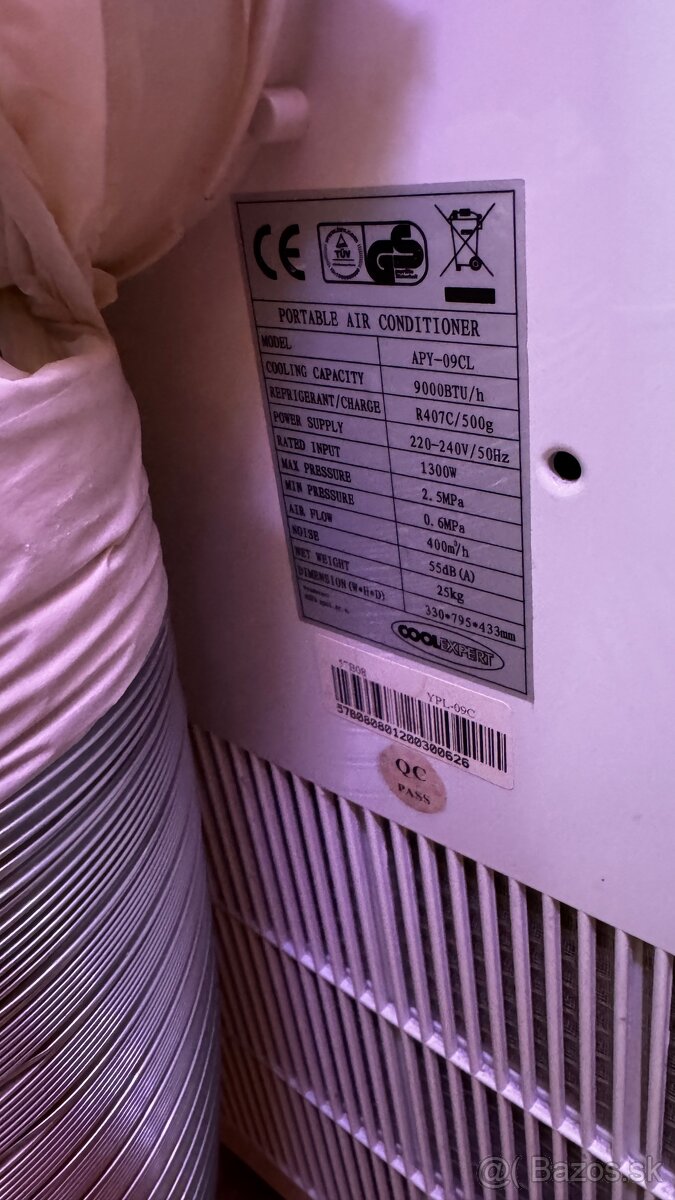 CE
TÜV
GS
PORTABLE AIR CONDITIONER
MODEL APY-09CL
COOLING CAPACITY 9000BTU/h
REFRIGERANT/CHARGE R407C/500g
POWER SUPPLY 220-240V/50Hz
RATED INPUT 1300W
MAX PRESSURE 2.5MPa
MIN PRESSURE 0.6MPa
AIR FLOW 400m³/h
NOISE 55dB(A)
NET WEIGHT 25kg
DIMENSION(W*H*D) 330*795*433mm
COOLEXPERT
57B08 YPL-09C
57B080801200300626
QC
PASS
@( Bazos.sk